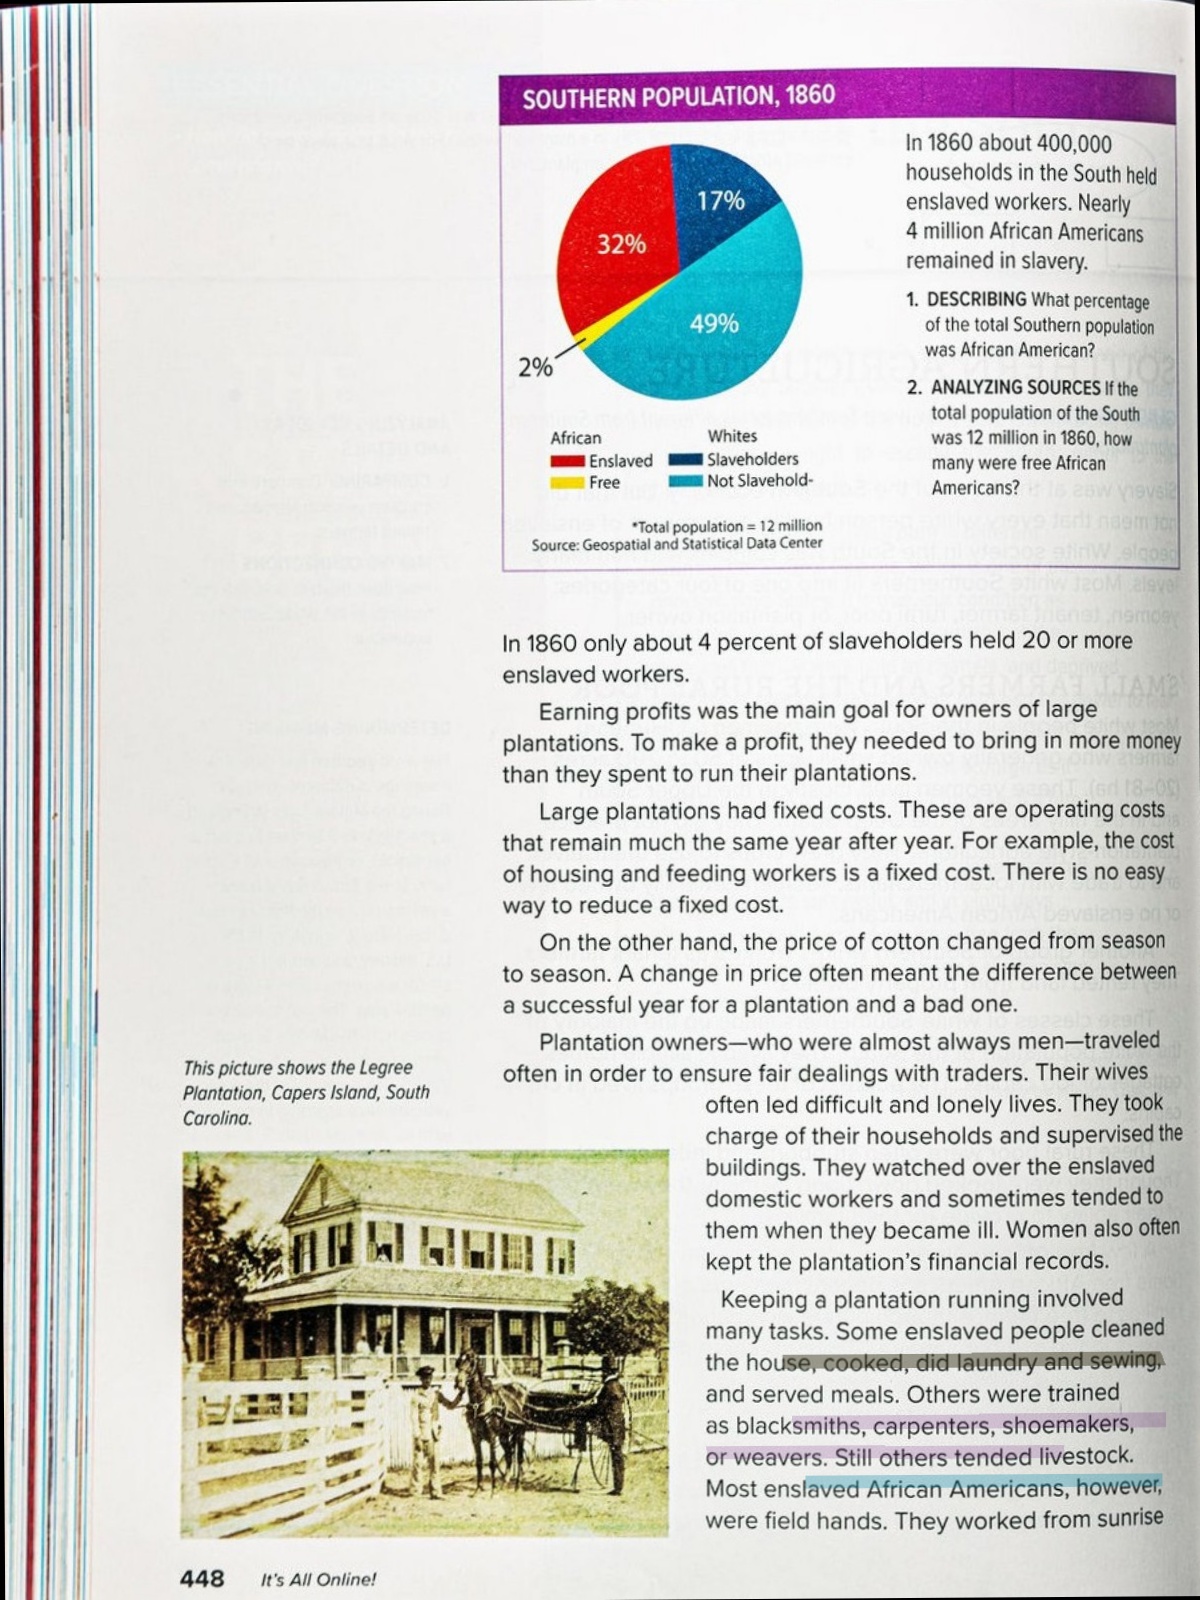 SOUTHERN POPULATION, 1860
17%
32%
49%
2%
African
Enslaved
Free
Whites
Slaveholders
Not Slavehold-
*Total population = 12 million
Source: Geospatial and Statistical Data Center
In 1860 about 400,000
households in the South held
enslaved workers. Nearly
4 million African Americans
remained in slavery.
1. DESCRIBING What percentage
of the total Southern population
was African American?
2. ANALYZING SOURCES If the
total population of the South
was 12 million in 1860, how
many were free African
Americans?
In 1860 only about 4 percent of slaveholders held 20 or more
enslaved workers.
Earning profits was the main goal for owners of large
plantations. To make a profit, they needed to bring in more money
than they spent to run their plantations.
Large plantations had fixed costs. These are operating costs
that remain much the same year after year. For example, the cost
of housing and feeding workers is a fixed cost. There is no easy
way to reduce a fixed cost.
On the other hand, the price of cotton changed from season
to season. A change in price often meant the difference between
a successful year for a plantation and a bad one.
Plantation owners—who were almost always men—traveled
often in order to ensure fair dealings with traders. Their wives
often led difficult and lonely lives. They took
charge of their households and supervised the
buildings. They watched over the enslaved
domestic workers and sometimes tended to
them when they became ill. Women also often
kept the plantation's financial records.
Keeping a plantation running involved
many tasks. Some enslaved people cleaned
the house, cooked, did laundry and sewing,
and served meals. Others were trained
as blacksmiths, carpenters, shoemakers,
or weavers. Still others tended livestock.
Most enslaved African Americans, however,
were field hands. They worked from sunrise
This picture shows the Legree
Plantation, Capers Island, South
Carolina.
448 It's All Online!